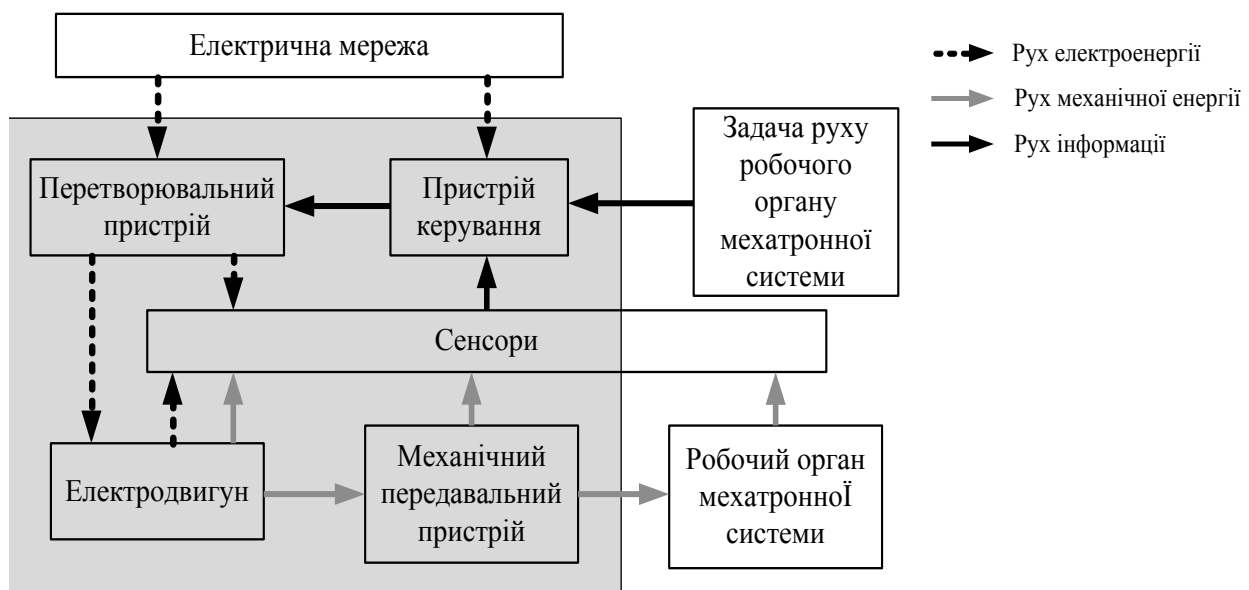 Електрична мережа
Рух електроенергії
Рух механічної енергії
Рух інформації
Задача руху
робочого
органу
мехатронної
системи
Перетворювальний
пристрій
Пристрій
керування
Сенсори
Електродвигун
Механічний
передавальний
пристрій
Робочий орган
мехатронноЇ
системи